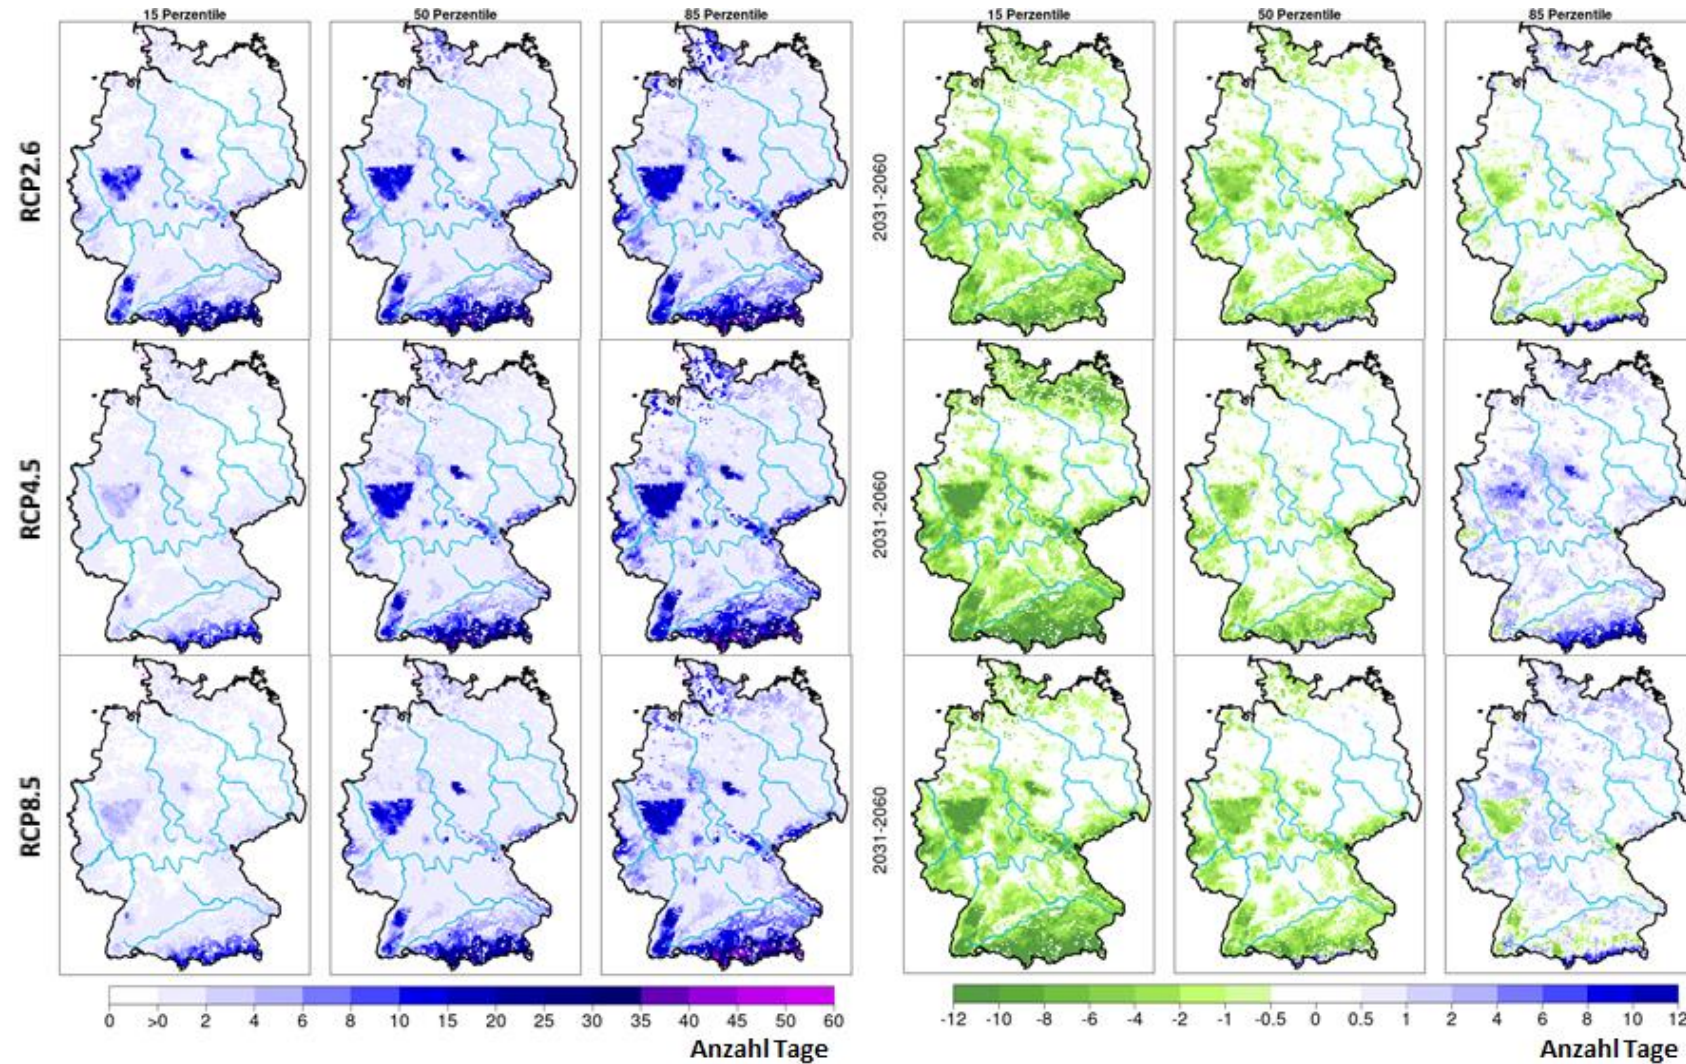 15 Perzentile 50 Perzentile 85 Perzentile 15 Perzentile 50 Perzentile 85 Perzentile
RCP2.6
2031-2060
RCP4.5
2031-2060
RCP8.5
2031-2060
0 >0 2 4 6 8 10 15 20 25 30 35 40 45 50 60
Anzahl Tage
-12 -10 -8 -6 -4 -2 -1 -0.5 0 0.5 1 2 4 6 8 10 12
Anzahl Tage